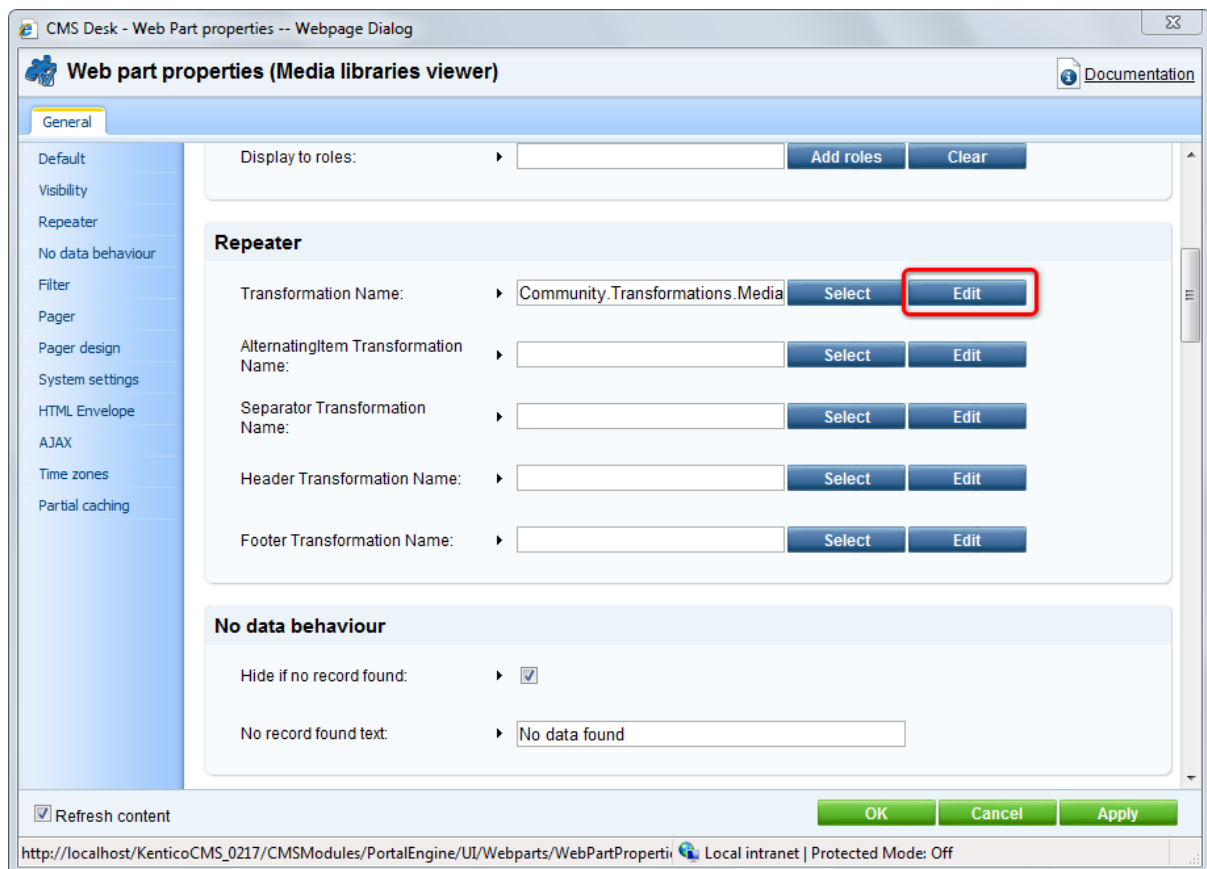 CMS Desk - Web Part properties -- Webpage Dialog
Web part properties (Media libraries viewer)
Documentation
General
Default
Visibility
Repeater
No data behaviour
Filter
Pager
Pager design
System settings
HTML Envelope
AJAX
Time zones
Partial caching
Display to roles:
Add roles
Clear
Repeater
Transformation Name:
Community.Transformations.Media
Select
Edit
AlternatingItem Transformation
Name:
Select
Edit
Separator Transformation
Name:
Select
Edit
Header Transformation Name:
Select
Edit
Footer Transformation Name:
Select
Edit
No data behaviour
Hide if no record found:
No record found text:
No data found
Refresh content
OK
Cancel
Apply
http://localhost/KenticoCMS_0217/CMSModules/PortalEngine/UI/Webparts/WebPartProperti
Local intranet | Protected Mode: Off